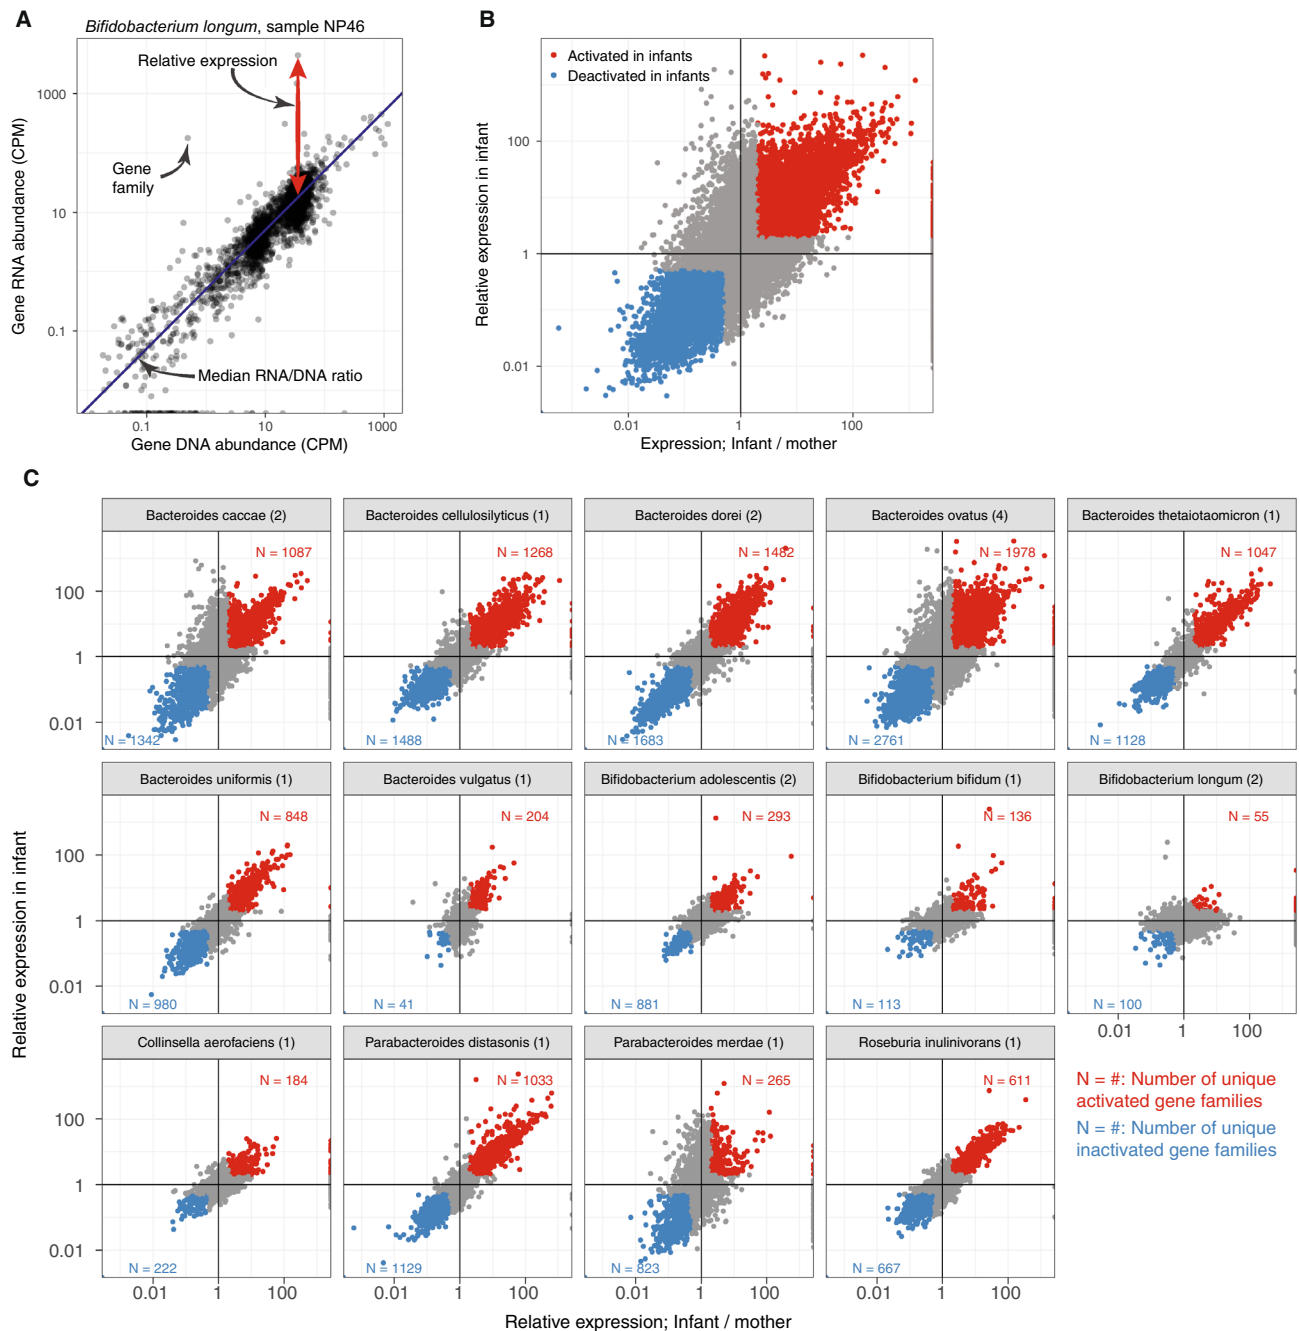 A
Bifidobacterium longum, sample NP46
Relative expression
Gene
family
Median RNA/DNA ratio
Gene RNA abundance (CPM)
1000
10
0.1
0.1
10
1000
Gene DNA abundance (CPM)
B
Activated in infants
Deactivated in infants
Relative expression in infant
100
1
0.01
0.01
1
100
Expression; Infant / mother
C
Bacteroides caccae (2)
N = 1087
N = 1342
Bacteroides cellulosilyticus (1)
N = 1268
N = 1488
Bacteroides dorei (2)
N = 1482
N = 1683
Bacteroides ovatus (4)
N = 1978
N = 2761
Bacteroides thetaiotaomicron (1)
N = 1047
N = 1128
100
1
0.01
Bacteroides uniformis (1)
N = 848
N = 980
Bacteroides vulgatus (1)
N = 204
N = 41
Bifidobacterium adolescentis (2)
N = 293
N = 881
Bifidobacterium bifidum (1)
N = 136
N = 113
Bifidobacterium longum (2)
N = 55
N = 100
100
1
0.01
0.01 1 100
Relative expression in infant
Collinsella aerofaciens (1)
N = 184
N = 222
Parabacteroides distasonis (1)
N = 1033
N = 1129
Parabacteroides merdae (1)
N = 265
N = 823
Roseburia inulinivorans (1)
N = 611
N = 667
100
1
0.01
0.01 1 100
0.01 1 100
0.01 1 100
0.01 1 100
Relative expression; Infant / mother
N = #: Number of unique
activated gene families
N = #: Number of unique
inactivated gene families